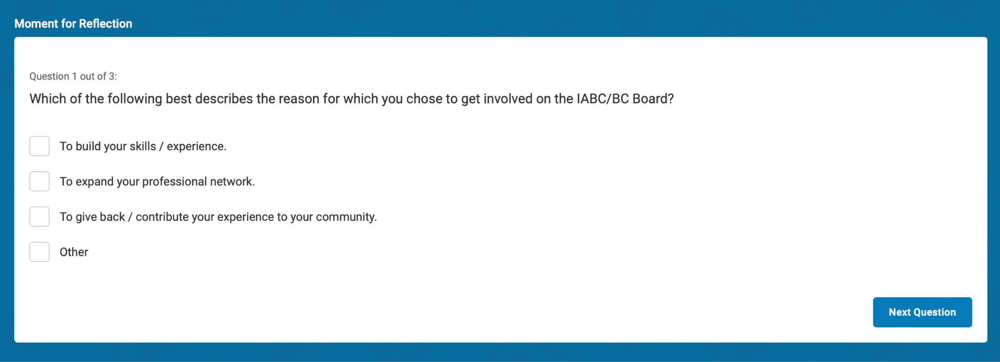 Moment for Reflection
Question 1 out of 3:
Which of the following best describes the reason for which you chose to get involved on the IABC/BC Board?
To build your skills / experience.
To expand your professional network.
To give back / contribute your experience to your community.
Other
Next Question